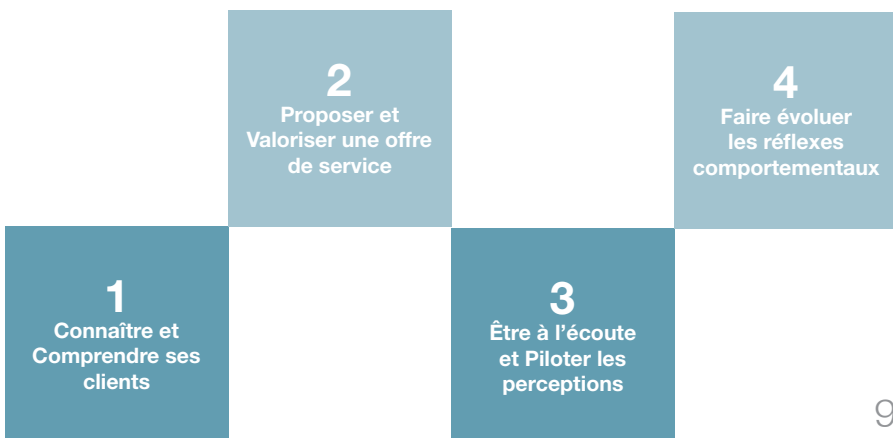 1
Connaître et
Comprendre ses
clients
2
Proposer et
Valoriser une offre
de service
3
Être à l’écoute
et Piloter les
perceptions
4
Faire évoluer
les réflexes
comportementaux
9